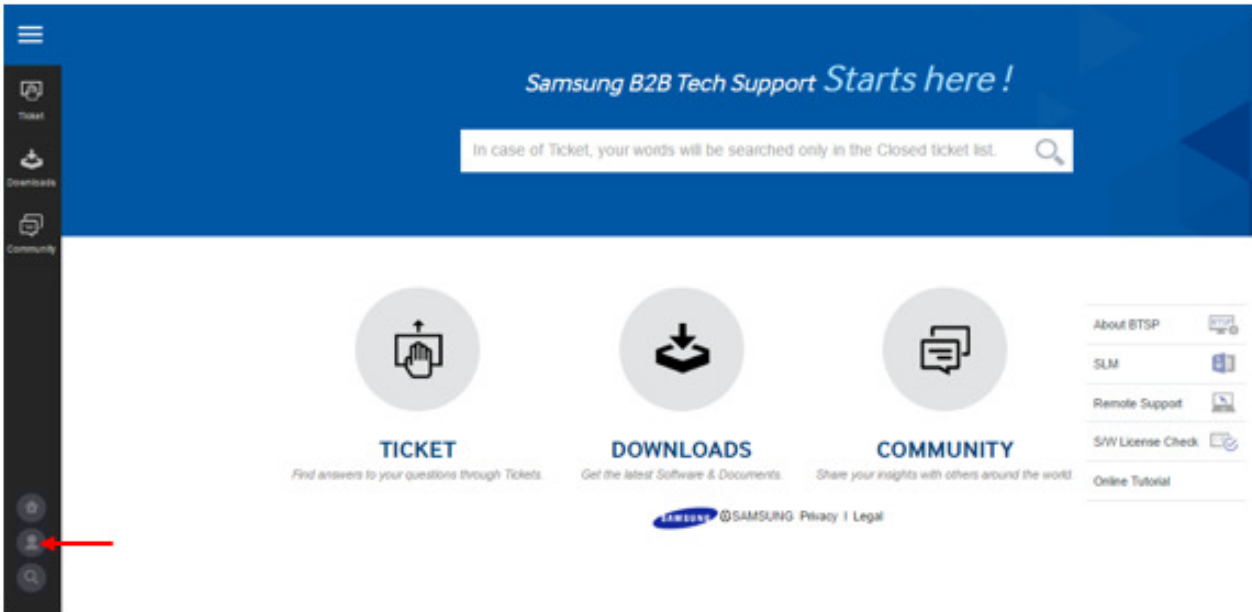 Samsung B2B Tech Support Starts here !
In case of Ticket, your words will be searched only in the Closed ticket list.
Ticket
Downloads
Community
TICKET
Find answers to your questions through Tickets.
DOWNLOADS
Get the latest Software & Documents.
COMMUNITY
Share your insights with others around the world.
About BTSP
BTSP
SLM
Remote Support
S/W License Check
Online Tutorial
SAMSUNG ©SAMSUNG Privacy | Legal